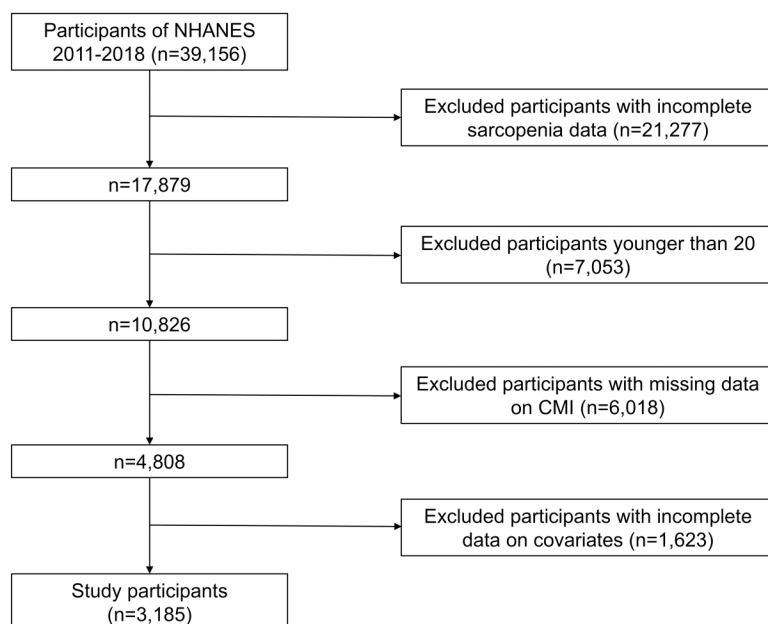 Participants of NHANES
2011-2018 (n=39,156)
Excluded participants with incomplete
sarcopenia data (n=21,277)
n=17,879
Excluded participants younger than 20
(n=7,053)
n=10,826
Excluded participants with missing data
on CMI (n=6,018)
n=4,808
Excluded participants with incomplete
data on covariates (n=1,623)
Study participants
(n=3,185)